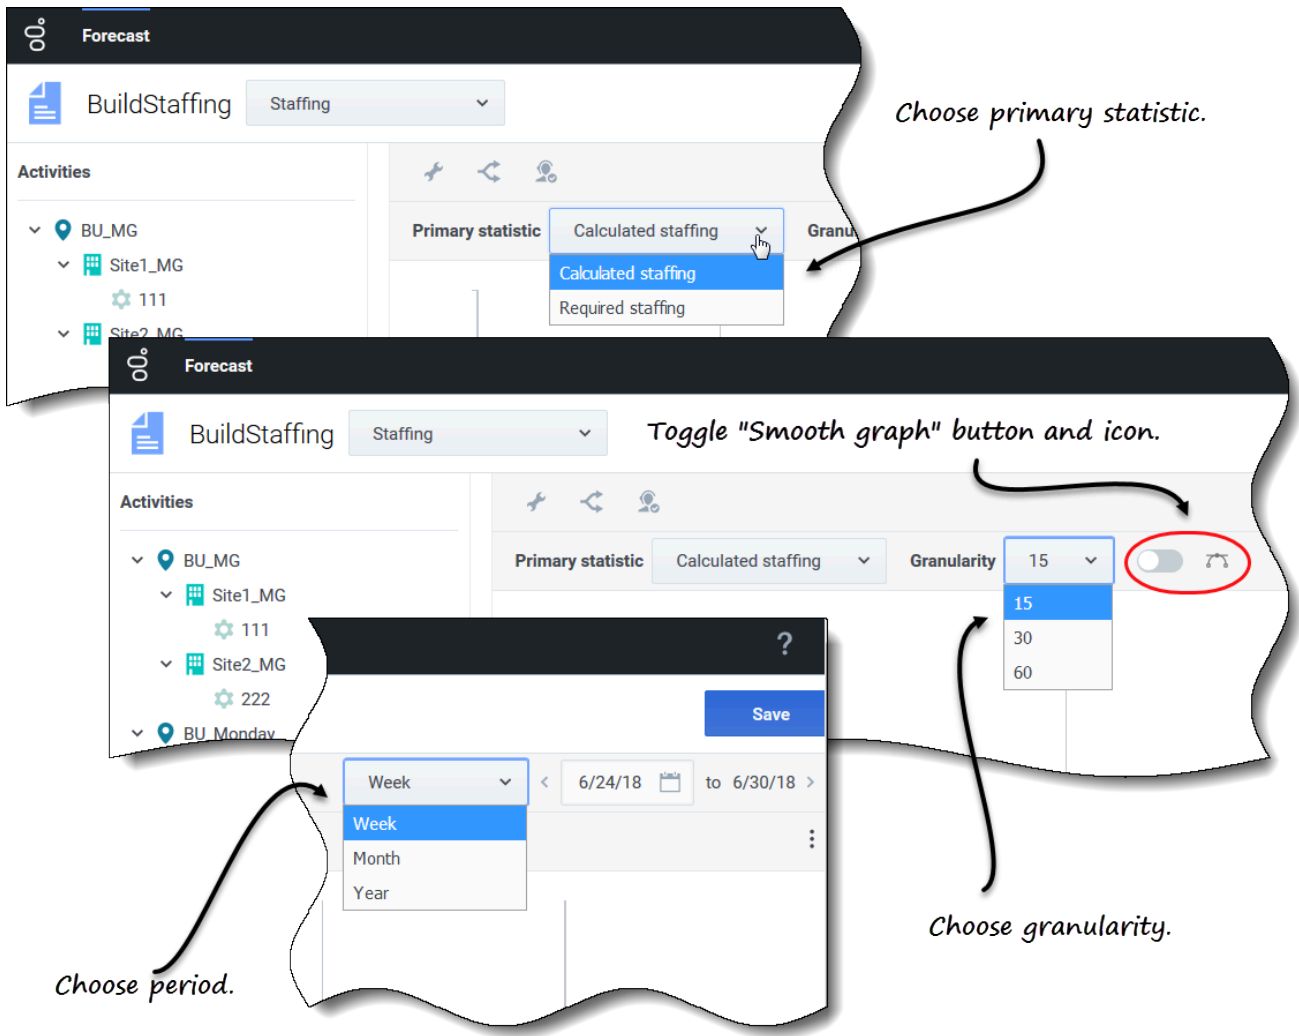 Forecast
BuildStaffing
Staffing
Choose primary statistic.
Activities
Primary statistic
Calculated staffing
Granu
BU_MG
Site1_MG
111
Site2_MG
Calculated staffing
Required staffing
Forecast
BuildStaffing
Staffing
Toggle "Smooth graph" button and icon.
Activities
Primary statistic
Calculated staffing
Granularity
15
15
30
60
BU_MG
Site1_MG
111
Site2_MG
222
BU_Monday
?
Save
Week
< 6/24/18 to 6/30/18 >
Week
Month
Year
Choose granularity.
Choose period.